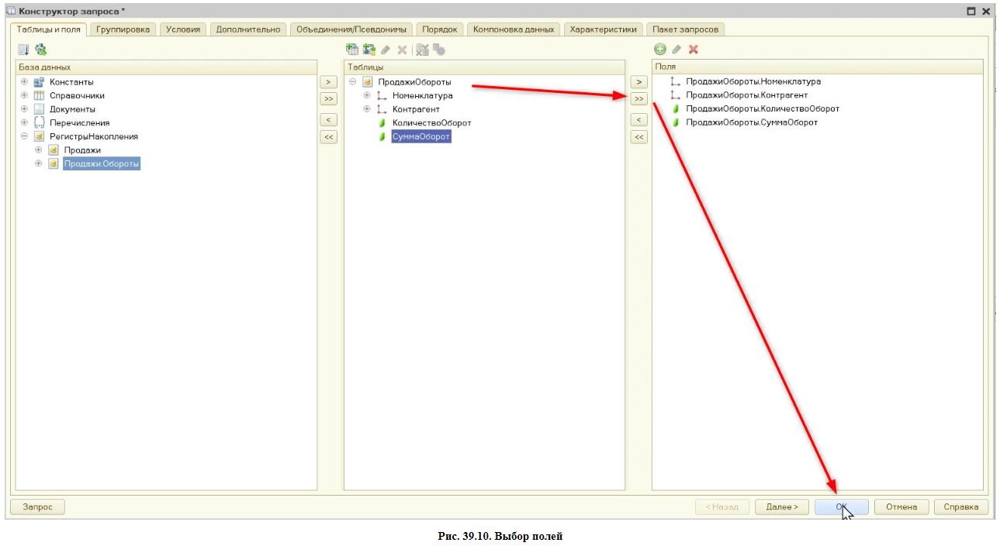 Конструктор запроса *
Таблицы и поля Группировка Условия Дополнительно Объединения/Псевдонимы Порядок Компоновка данных Характеристики Пакет запросов
База данных
Константы
Справочники
Документы
Перечисления
РегистрыНакопления
Продажи
Продажи.Обороты
> 
>>
<
<<
Таблицы
ПродажиОбороты
Номенклатура
Контрагент
КоличествоОборот
СуммаОборот
>
>>
<
<<
Поля
ПродажиОбороты.Номенклатура
ПродажиОбороты.Контрагент
ПродажиОбороты.КоличествоОборот
ПродажиОбороты.СуммаОборот
Запрос < Назад Далее > ОК Отмена Справка
Рис. 39.10. Выбор полей